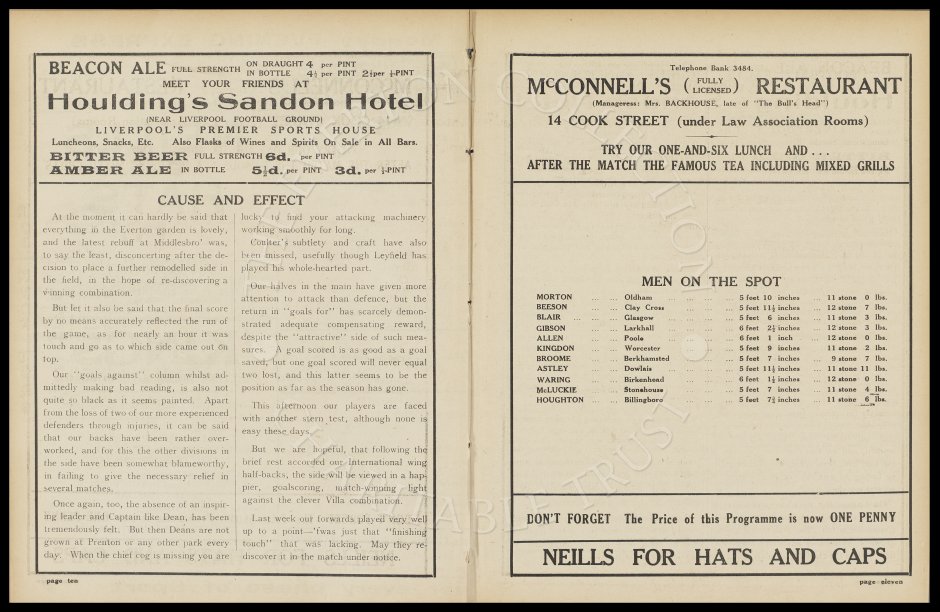 BEACON ALE FULL STRENGTH ON DRAUGHT 4 per PINT
IN BOTTLE 4½ per PINT 2½ per ½-PINT
MEET YOUR FRIENDS AT
Houlding's Sandon Hotel
(NEAR LIVERPOOL FOOTBALL GROUND)
LIVERPOOL'S PREMIER SPORTS HOUSE
Luncheons, Snacks, Etc. Also Flasks of Wines and Spirits On Sale in All Bars.
BITTER BEER FULL STRENGTH 6d. per PINT
AMBER ALE IN BOTTLE 5½d. per PINT 3d. per ½-PINT
CAUSE AND EFFECT
At the moment it can hardly be said that
everything in the Everton garden is lovely,
and the latest rebuff at Middlesbro' was,
to say the least, disconcerting after the de-
cision to place a further remodelled side in
the field, in the hope of re-discovering a
winning combination.
But let it also be said that the final score
by no means accurately reflected the run of
the game, as for nearly an hour it was
touch and go as to which side came out on
top.
Our "goals against" column whilst ad-
mittedly making bad reading, is also not
quite so black as it seems painted. Apart
from the loss of two of our more experienced
defenders through injuries, it can be said
that our backs have been rather over-
worked, and for this the other divisions in
the side have been somewhat blameworthy,
in failing to give the necessary relief in
several matches.
Once again, too, the absence of an inspir-
ing leader and Captain like Dean, has been
tremendously felt. But then Deans are not
grown at Prenton or any other park every
day. When the chief cog is missing you are
lucky to find your attacking machinery
working smoothly for long.
Coulter's subtlety and craft have also
been missed, usefully though Leyfield has
played his whole-hearted part.
Our halves in the main have given more
attention to attack than defence, but the
return in "goals for" has scarcely demon-
strated adequate compensating reward,
despite the "attractive" side of such mea-
sures. A goal scored is as good as a goal
saved, but one goal scored will never equal
two lost, and this latter seems to be the
position as far as the season has gone.
This afternoon our players are faced
with another stern test, although none is
easy these days.
But we are hopeful, that following the
brief rest accorded our International wing
half-backs, the side will be viewed in a hap-
pier, goalscoring, match-winning light
against the clever Villa combination.
Last week our forwards played very well
up to a point—'twas just that "finishing
touch" that was lacking. May they re-
discover it in the match under notice.
page ten
Telephone Bank 3484.
McCONNELL'S (FULLY LICENSED) RESTAURANT
(Manageress: Mrs. BACKHOUSE, late of "The Bull's Head")
14 COOK STREET (under Law Association Rooms)
TRY OUR ONE-AND-SIX LUNCH AND . . .
AFTER THE MATCH THE FAMOUS TEA INCLUDING MIXED GRILLS
MEN ON THE SPOT
MORTON ... ... Oldham ... ... 5 feet 10 inches ... 11 stone 0 lbs.
BEESON ... ... Clay Cross ... ... 5 feet 11½ inches ... 12 stone 7 lbs.
BLAIR ... ... Glasgow ... ... 5 feet 6 inches ... 11 stone 3 lbs.
GIBSON ... ... Larkhall ... ... 6 feet 2½ inches ... 12 stone 3 lbs.
ALLEN ... ... Poole ... ... 6 feet 1 inch ... 12 stone 0 lbs.
KINGDON ... ... Worcester ... ... 5 feet 9 inches ... 11 stone 2 lbs.
BROOME ... ... Berkhamsted ... ... 5 feet 7 inches ... 9 stone 7 lbs.
ASTLEY ... ... Dowlais ... ... 5 feet 11½ inches ... 11 stone 11 lbs.
WARING ... ... Birkenhead ... ... 6 feet 1½ inches ... 12 stone 0 lbs.
McLUCKIE ... ... Stonehouse ... ... 5 feet 7 inches ... 11 stone 4 lbs.
HOUGHTON ... ... Billingboro ... ... 5 feet 7½ inches ... 11 stone 6 lbs.
DON'T FORGET The Price of this Programme is now ONE PENNY
NEILLS FOR HATS AND CAPS
page eleven